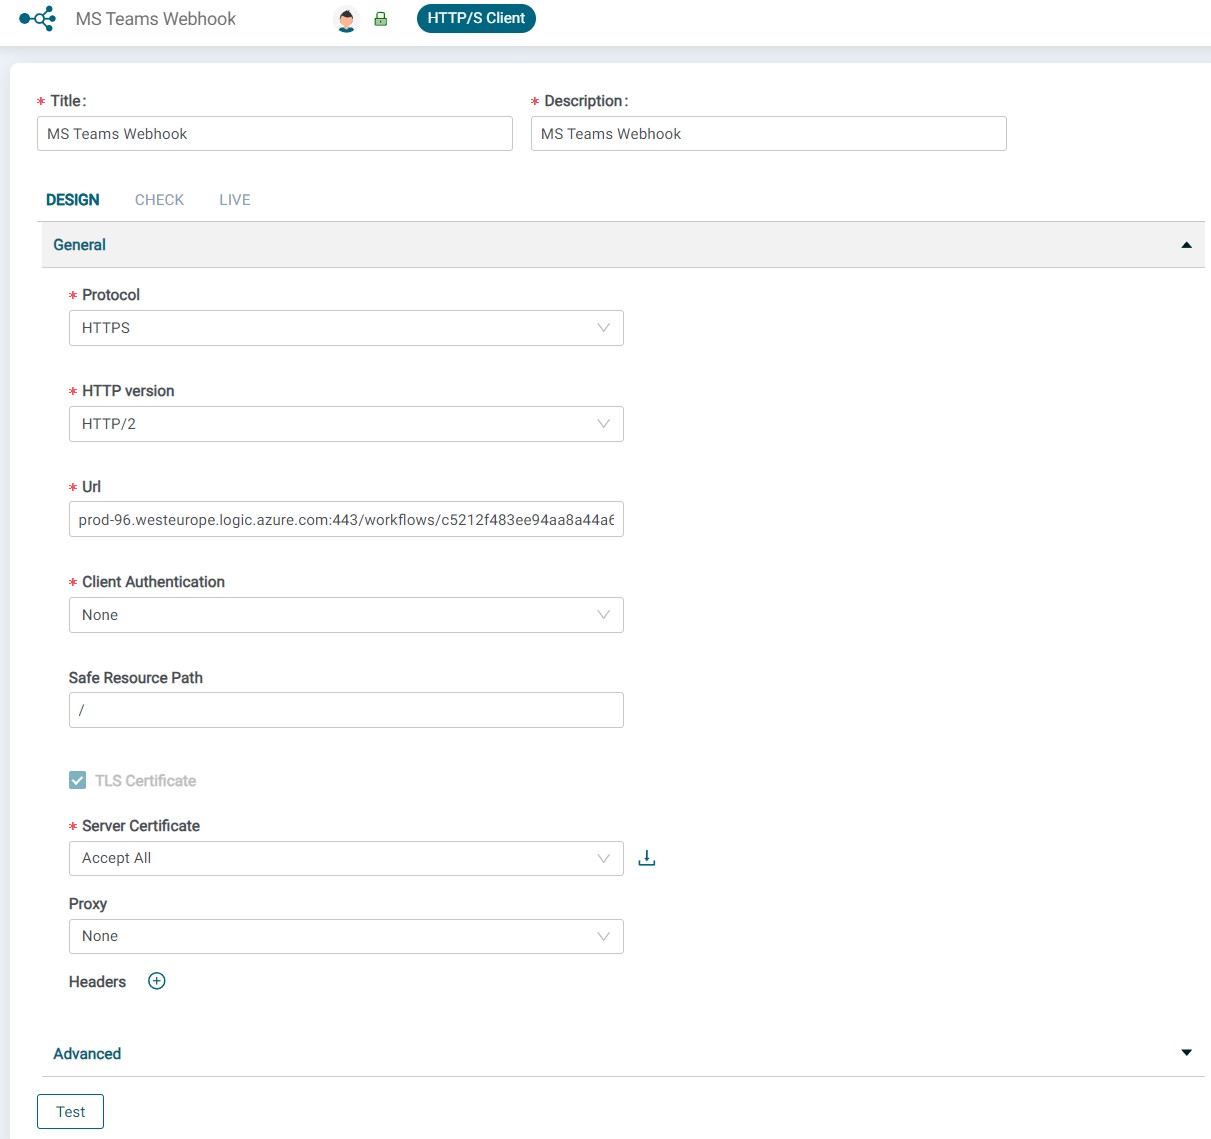 MS Teams Webhook
HTTP/S Client
* Title:
* Description:
MS Teams Webhook
MS Teams Webhook
DESIGN
CHECK
LIVE
General
* Protocol
HTTPS
* HTTP version
HTTP/2
* Url
prod-96.westeurope.logic.azure.com:443/workflows/c5212f483ee94aa8a44a6
* Client Authentication
None
Safe Resource Path
/
TLS Certificate
* Server Certificate
Accept All
Proxy
None
Headers
Advanced
Test